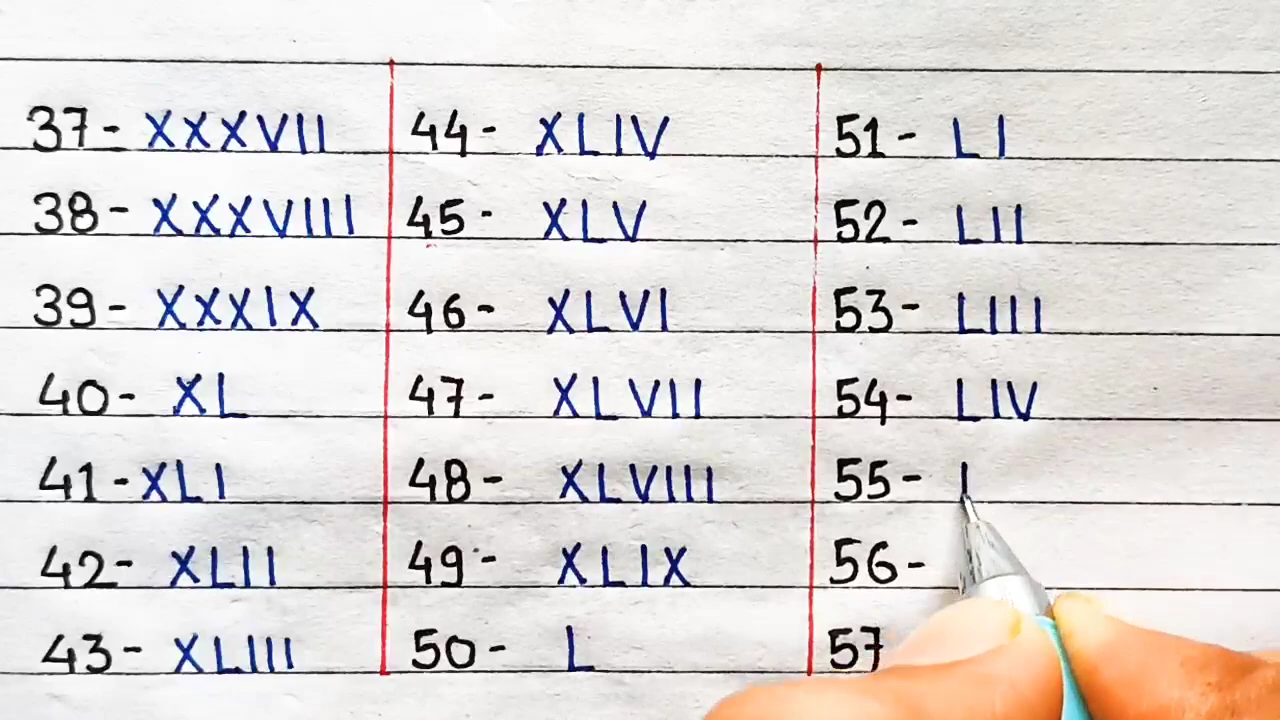 37- XXXVII
38- XXXVIII
39- XXXIX
40- XL
41-XLI
42- XLII
43- XLIII
44- XLIV
45- XLV
46- XLVI
47- XLVII
48- XLVIII
49- XLIX
50- L
51- LI
52- LII
53- LIII
54- LIV
55- I
56-
57